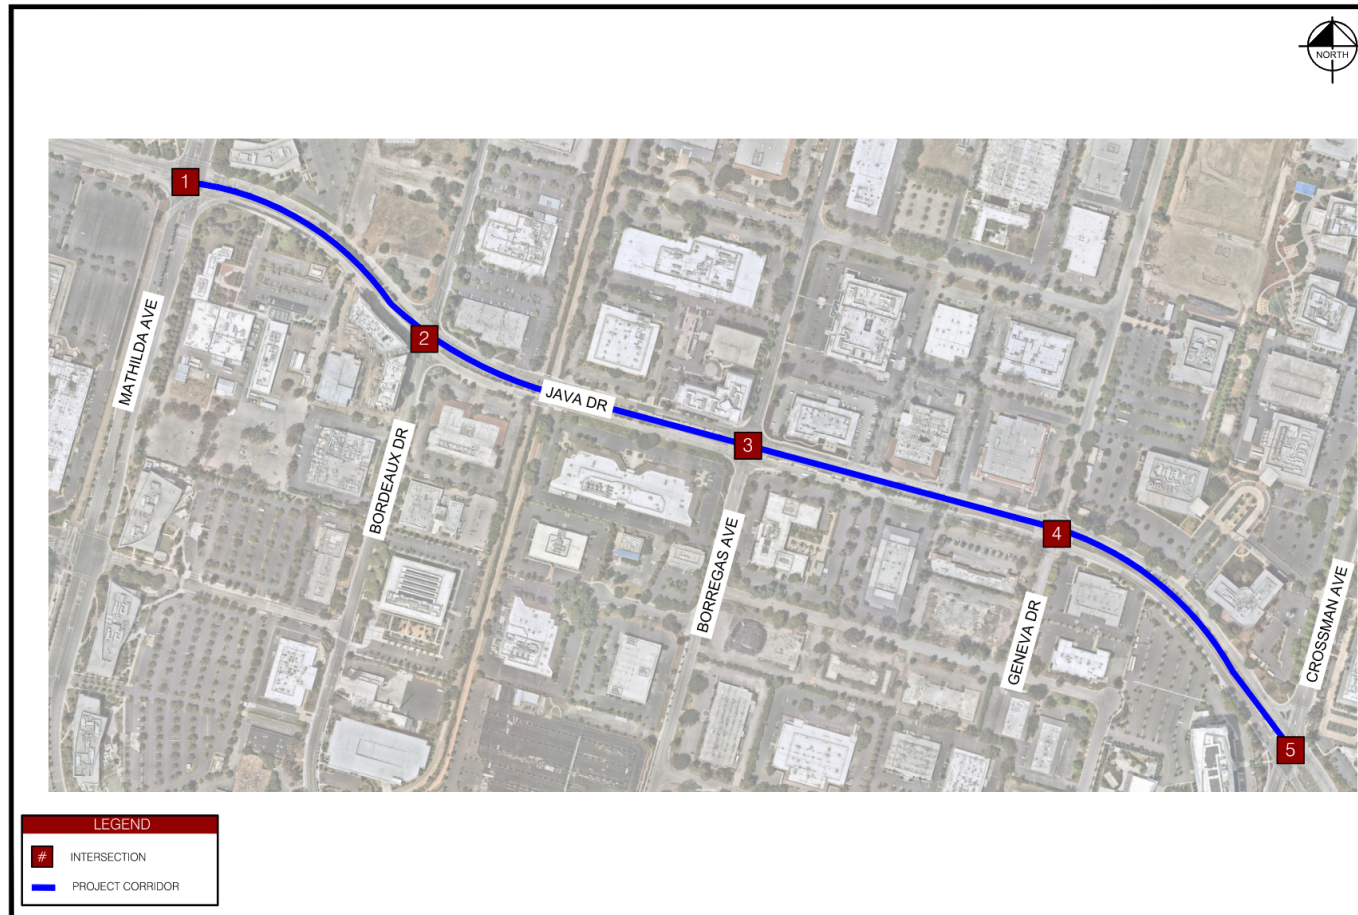 NORTH
1
MATHILDA AVE
2
BORDEAUX DR
JAVA DR
3
BORREGAS AVE
4
GENEVA DR
CROSSMAN AVE
5
LEGEND
# INTERSECTION
PROJECT CORRIDOR